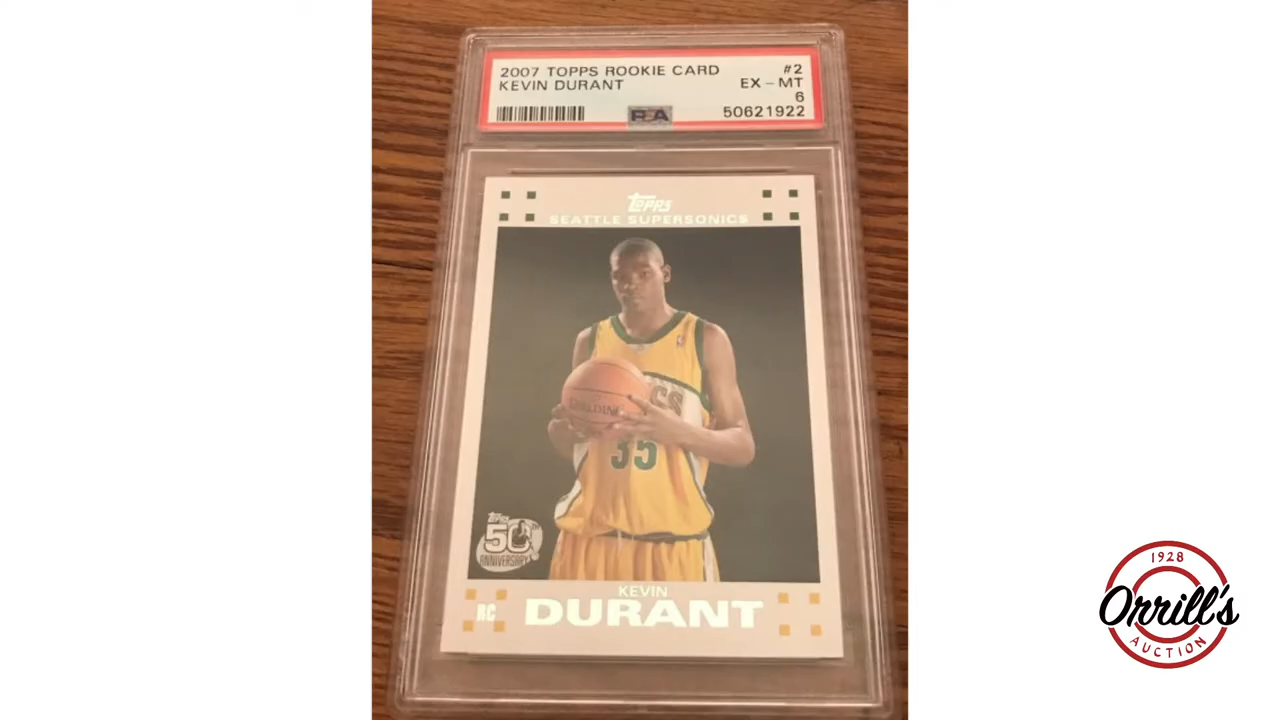 2007 TOPPS ROOKIE CARD #2
KEVIN DURANT EX - MT
6
PSA 50621922
Topps
SEATTLE SUPERSONICS
SPALDING
CS
35
Topps
50TH
ANNIVERSARY
KEVIN
RC DURANT
1928
Orrill's
AUCTION